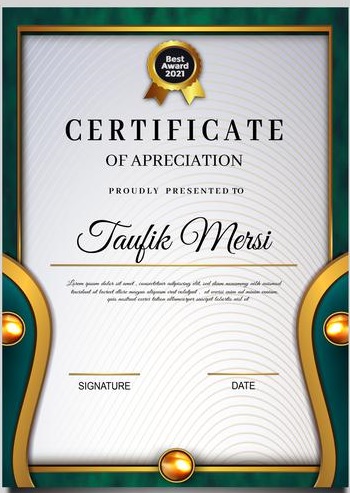 Best
Award
2021
CERTIFICATE
OF APRECIATION
PROUDLY PRESENTED TO
Taufik Mersi
Lorem ipsum dolor sit amet, consectetuer adipiscing elit, sed diam nonummy nibh euismod
tincidunt ut laoreet dolore magna aliquam erat volutpat, ut wisi enim ad minim veniam,
quis nostrud exerci tation ullamcorper suscipit lobortis nisl ut
SIGNATURE
DATE